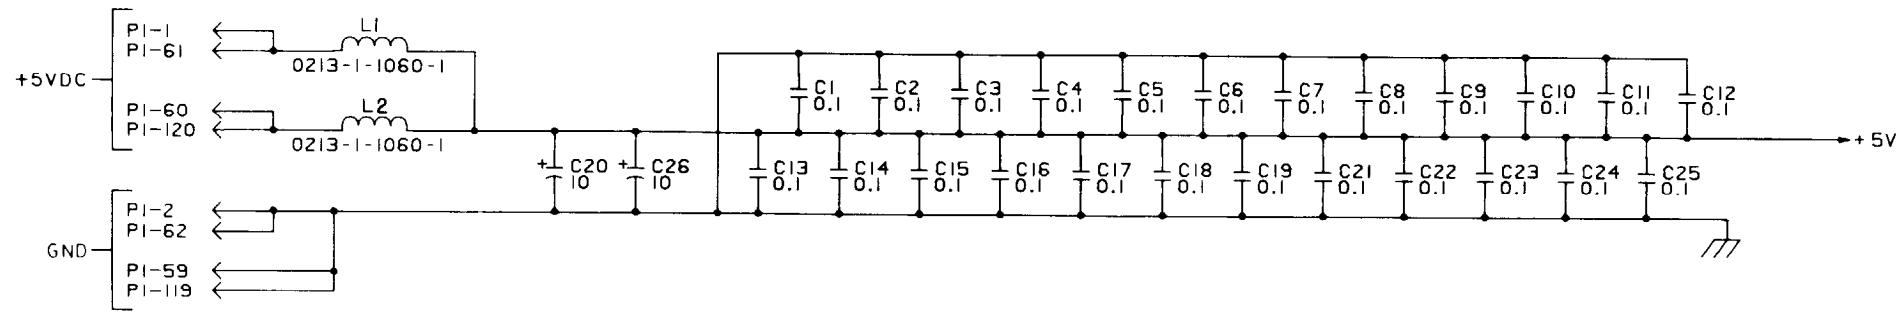 +5VDC
P1-1
P1-61
P1-60
P1-120
L1
0213-1-1060-1
L2
0213-1-1060-1
C20
10
C26
10
C1
0.1
C2
0.1
C3
0.1
C4
0.1
C5
0.1
C6
0.1
C7
0.1
C8
0.1
C9
0.1
C10
0.1
C11
0.1
C12
0.1
C13
0.1
C14
0.1
C15
0.1
C16
0.1
C17
0.1
C18
0.1
C19
0.1
C21
0.1
C22
0.1
C23
0.1
C24
0.1
C25
0.1
+5V
GND
P1-2
P1-62
P1-59
P1-119